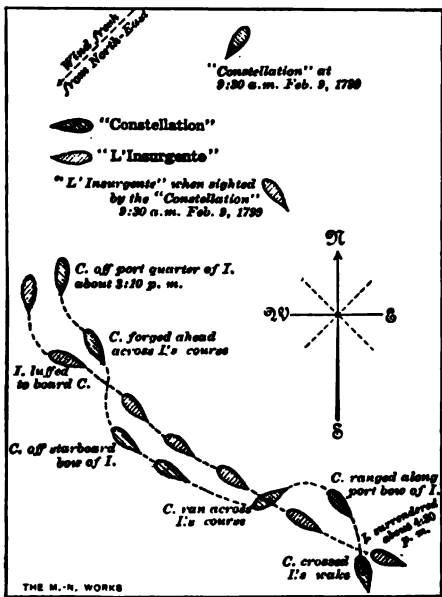 Wind fresh
from North-East
"Constellation" at
9:30 a.m. Feb. 9, 1799
"Constellation"
"L'Insurgente"
"L'Insurgente" when sighted
by the "Constellation"
9:30 a.m. Feb. 9, 1799
N
W
E
S
C. off port quarter of I.
about 3:10 p. m.
C. forged ahead
across I.'s course
I. luffed
to board C.
C. off starboard
bow of I.
C. ran across
I.'s course
C. ranged along
port bow of I.
I. surrendered
about 4:30
p. m.
C. crossed
I.'s wake
THE M.-N. WORKS